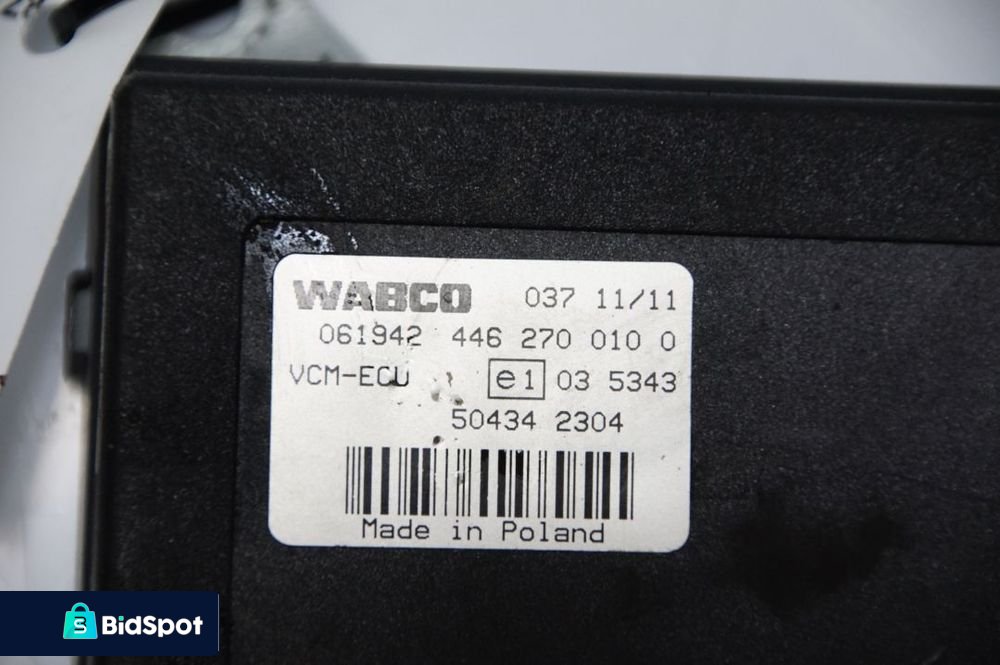 WABCO 037 11/11
061942 446 270 010 0
VCM-ECU e1 03 5343
50434 2304
Made in Poland
BidSpot